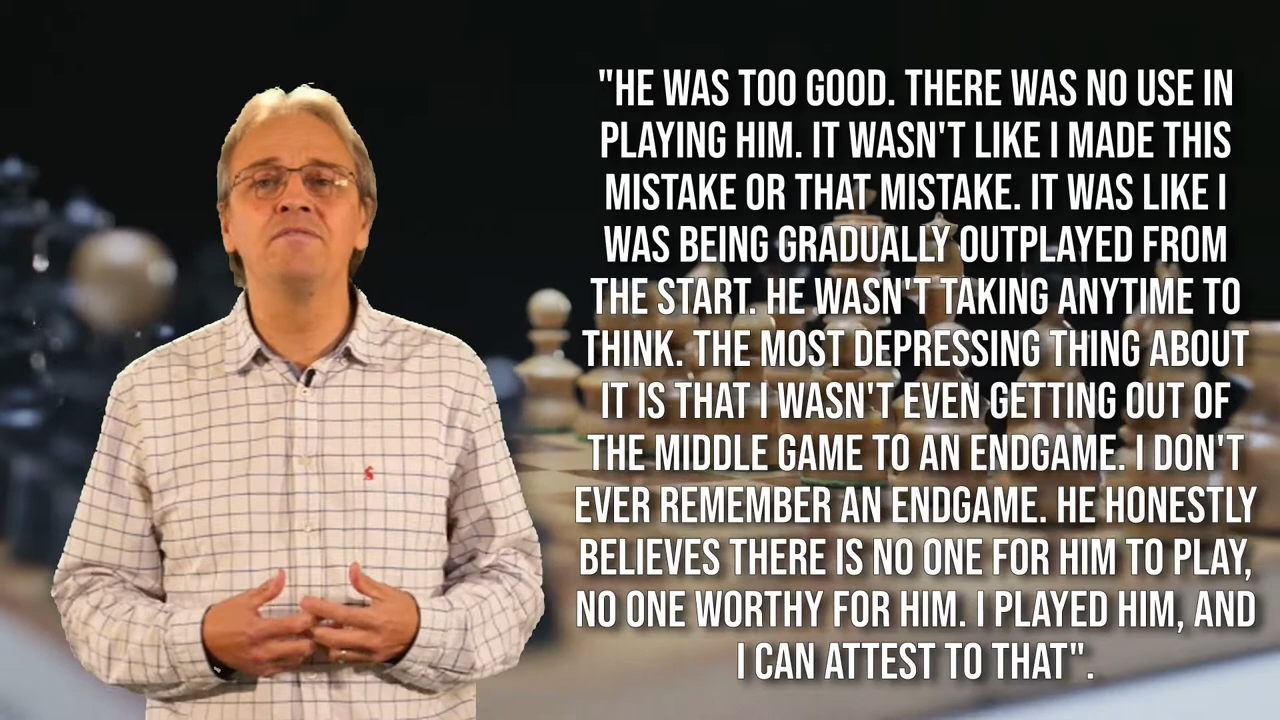 "HE WAS TOO GOOD. THERE WAS NO USE IN
PLAYING HIM. IT WASN'T LIKE I MADE THIS
MISTAKE OR THAT MISTAKE. IT WAS LIKE I
WAS BEING GRADUALLY OUTPLAYED FROM
THE START. HE WASN'T TAKING ANYTIME TO
THINK. THE MOST DEPRESSING THING ABOUT
IT IS THAT I WASN'T EVEN GETTING OUT OF
THE MIDDLE GAME TO AN ENDGAME. I DON'T
EVER REMEMBER AN ENDGAME. HE HONESTLY
BELIEVES THERE IS NO ONE FOR HIM TO PLAY,
NO ONE WORTHY FOR HIM. I PLAYED HIM, AND
I CAN ATTEST TO THAT".